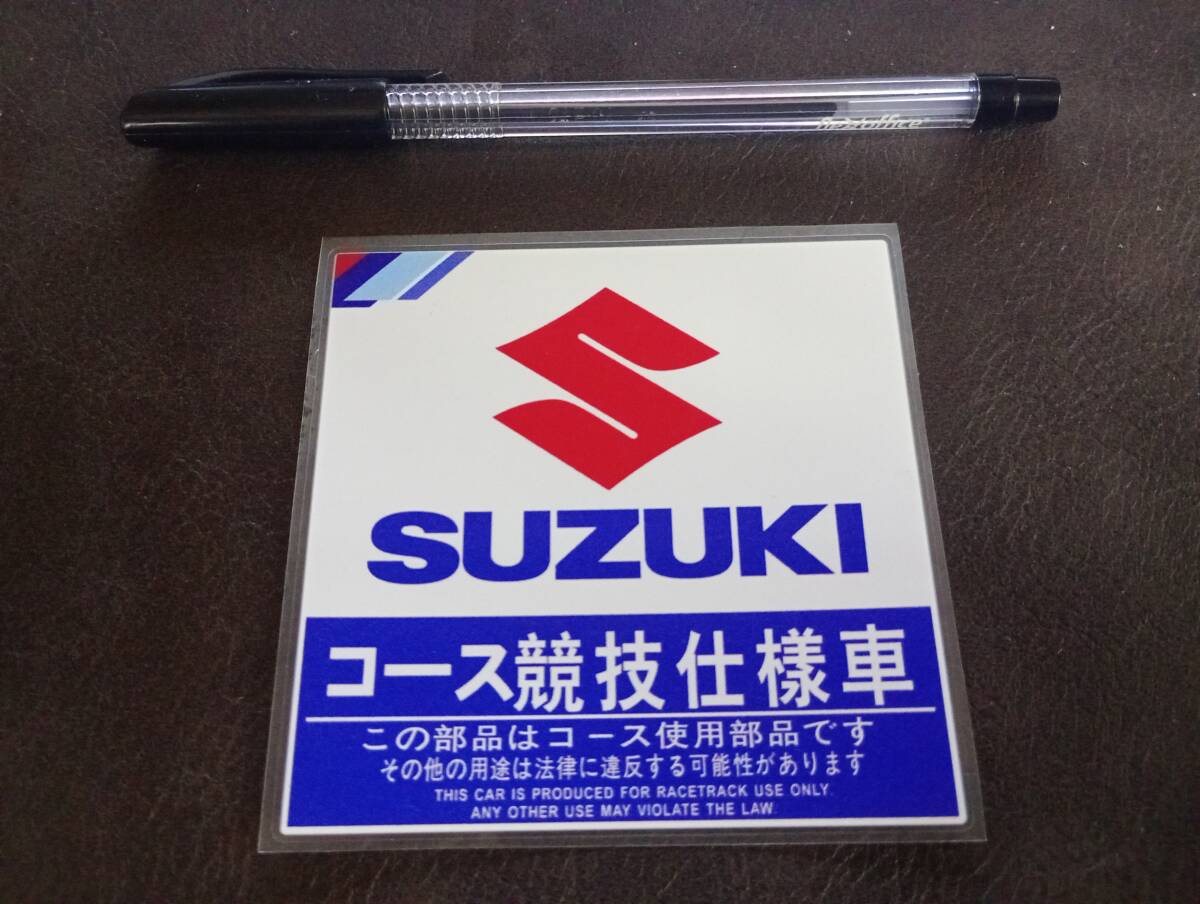 SUZUKI
コース競技仕様車
この部品はコース使用部品です
その他の用途は法律に違反する可能性があります
THIS CAR IS PRODUCED FOR RACETRACK USE ONLY.
ANY OTHER USE MAY VIOLATE THE LAW.